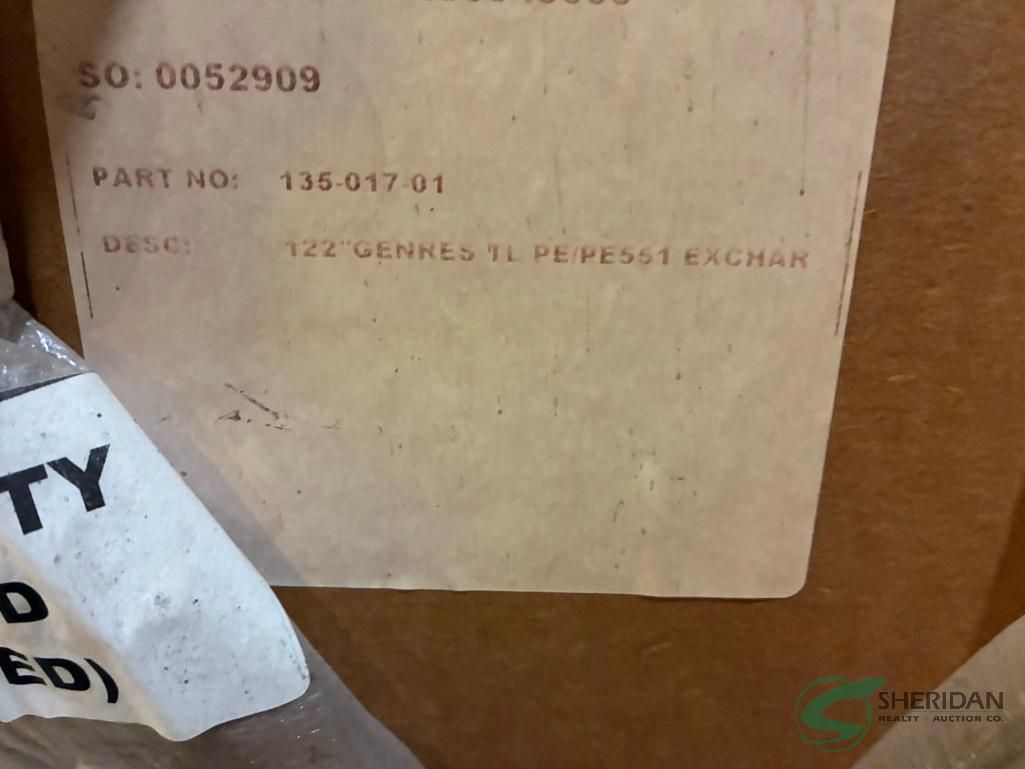 SO: 0052909
PART NO: 135-017-01
DESC: 122"GENRES TL PE/PE551 EXCHAR
TY
D
ED)
SHERIDAN
REALTY & AUCTION CO.